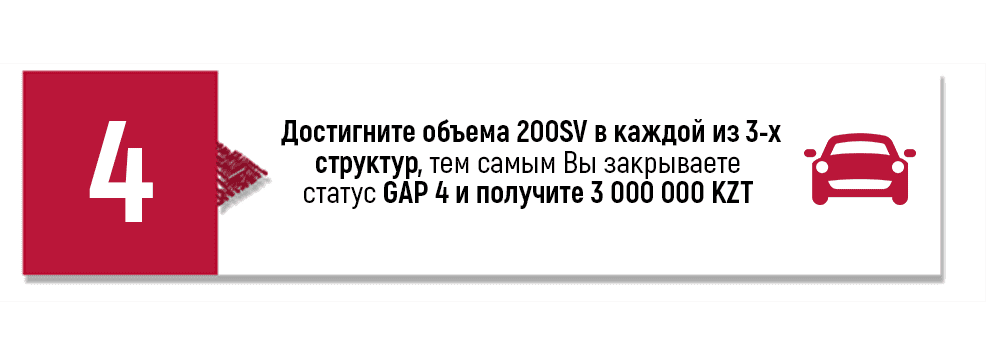 4
Достигните объема 200SV в каждой из 3-х
структур, тем самым Вы закрываете
статус GAP 4 и получите 3 000 000 KZT